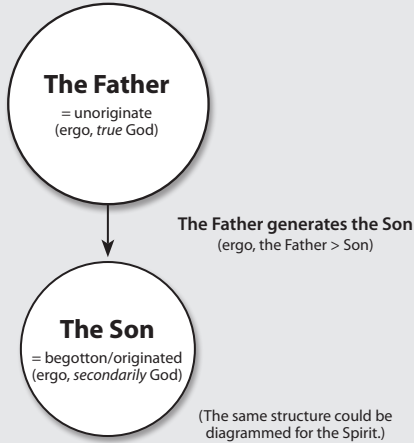 The Father
= unoriginate
(ergo, true God)
The Father generates the Son
(ergo, the Father > Son)
The Son
= begotton/originated
(ergo, secondarily God)
(The same structure could be
diagrammed for the Spirit.)